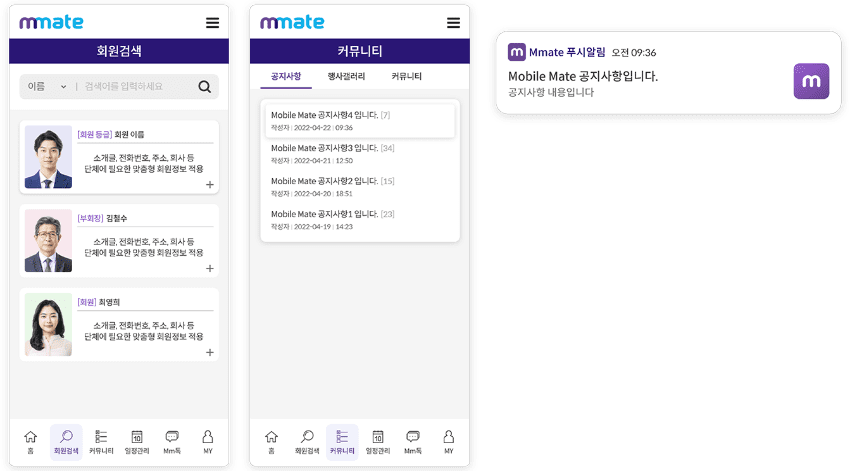 mmate
회원검색
이름 | 검색어를 입력하세요
[회원 등급] 회원 이름
소개글, 전화번호, 주소, 회사 등
단체에 필요한 맞춤형 회원정보 적용
+
[부회장] 김철수
소개글, 전화번호, 주소, 회사 등
단체에 필요한 맞춤형 회원정보 적용
+
[회원] 최영희
소개글, 전화번호, 주소, 회사 등
단체에 필요한 맞춤형 회원정보 적용
+
홈 회원검색 커뮤니티 10 일정관리 Mm톡 MY
mmate
커뮤니티
공지사항 행사갤러리 커뮤니티
Mobile Mate 공지사항4 입니다. [7]
작성자 | 2022-04-22 | 09:36
Mobile Mate 공지사항3 입니다. [34]
작성자 | 2022-04-21 | 12:50
Mobile Mate 공지사항2 입니다. [15]
작성자 | 2022-04-20 | 18:51
Mobile Mate 공지사항1 입니다. [23]
작성자 | 2022-04-19 | 14:23
홈 회원검색 커뮤니티 10 일정관리 Mm톡 MY
m Mmate 푸시알림 오전 09:36
Mobile Mate 공지사항입니다.
공지사항 내용입니다
m